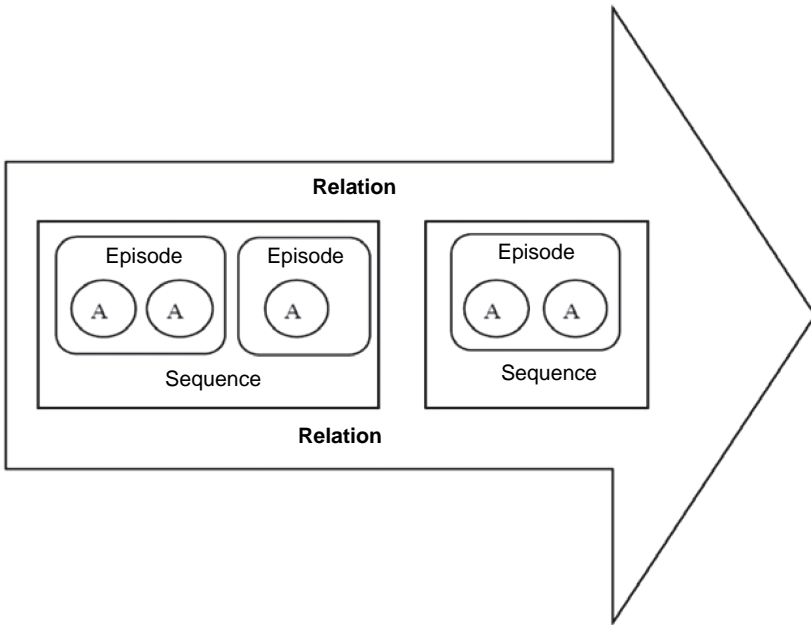 Relation
Episode
A A
Episode
A
Sequence
Episode
A A
Sequence
Relation